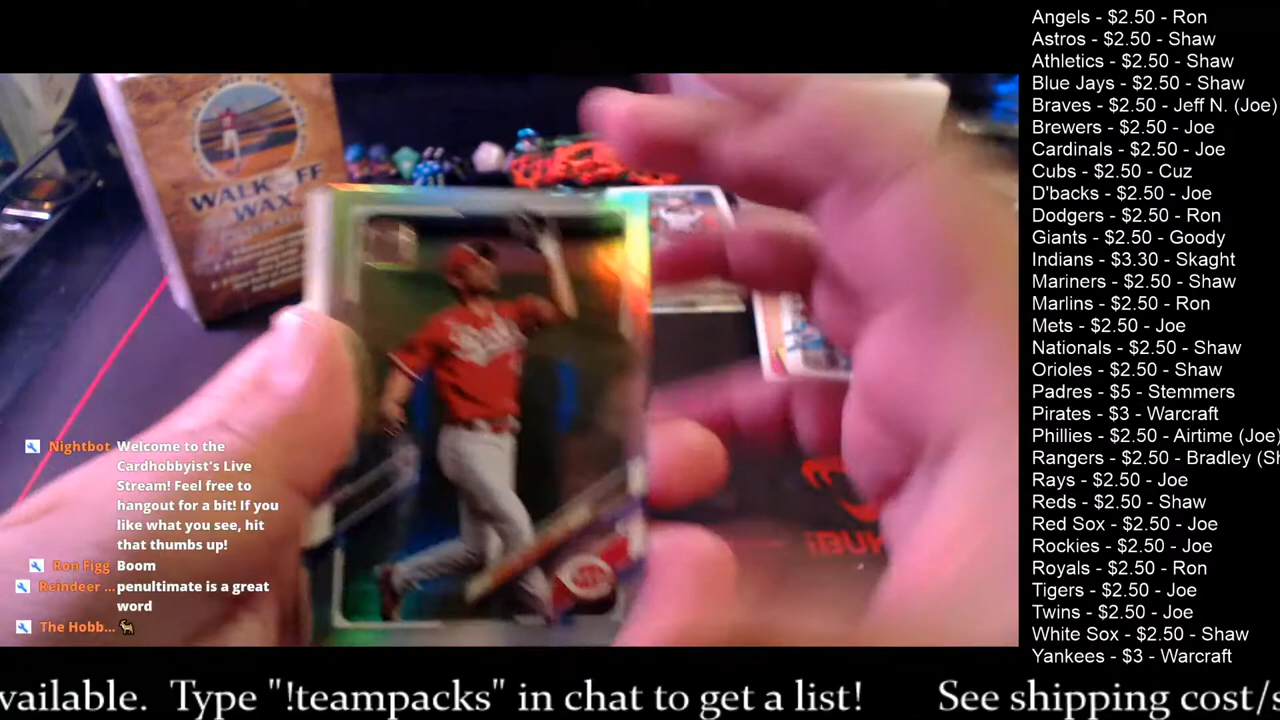 Angels - $2.50 - Ron
Astros - $2.50 - Shaw
Athletics - $2.50 - Shaw
Blue Jays - $2.50 - Shaw
Braves - $2.50 - Jeff N. (Joe)
Brewers - $2.50 - Joe
Cardinals - $2.50 - Joe
Cubs - $2.50 - Cuz
D'backs - $2.50 - Joe
Dodgers - $2.50 - Ron
Giants - $2.50 - Goody
Indians - $3.30 - Skaght
Mariners - $2.50 - Shaw
Marlins - $2.50 - Ron
Mets - $2.50 - Joe
Nationals - $2.50 - Shaw
Orioles - $2.50 - Shaw
Padres - $5 - Stemmers
Pirates - $3 - Warcraft
Phillies - $2.50 - Airtime (Joe)
Rangers - $2.50 - Bradley (Sh
Rays - $2.50 - Joe
Reds - $2.50 - Shaw
Red Sox - $2.50 - Joe
Rockies - $2.50 - Joe
Royals - $2.50 - Ron
Tigers - $2.50 - Joe
Twins - $2.50 - Joe
White Sox - $2.50 - Shaw
Yankees - $3 - Warcraft
WALK OFF
WAX
Nightbot Welcome to the
Cardhobbyist's Live
Stream! Feel free to
hangout for a bit! If you
like what you see, hit
that thumbs up!
Ron Figg Boom
Reindeer ... penultimate is a great
word
The Hobb...
vailable. Type "!teampacks" in chat to get a list! See shipping cost/s